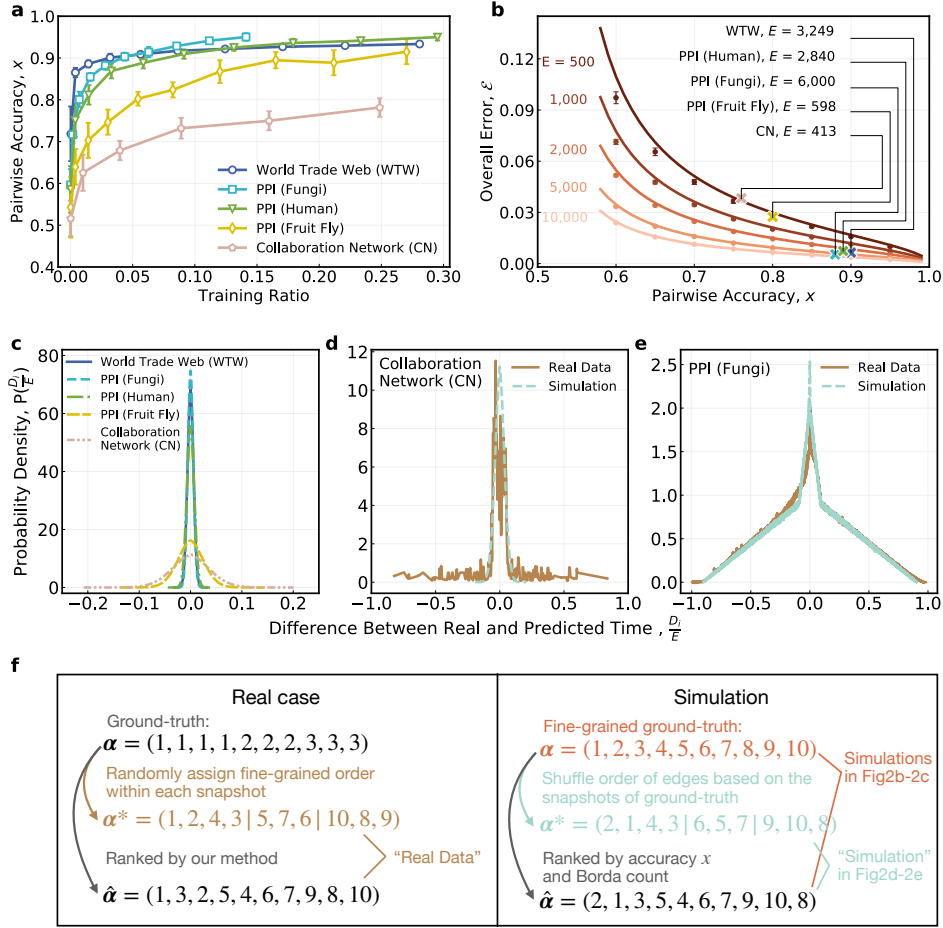 a
Pairwise Accuracy, x
1.0
0.9
0.8
0.7
0.6
0.5
0.4
World Trade Web (WTW)
PPI (Fungi)
PPI (Human)
PPI (Fruit Fly)
Collaboration Network (CN)
0.00 0.05 0.10 0.15 0.20 0.25 0.30
Training Ratio
b
Overall Error, ℰ
0.12
0.09
0.06
0.03
0.00
E = 500
1,000
2,000
5,000
10,000
WTW, E = 3,249
PPI (Human), E = 2,840
PPI (Fungi), E = 6,000
PPI (Fruit Fly), E = 598
CN, E = 413
0.5 0.6 0.7 0.8 0.9 1.0
Pairwise Accuracy, x
c
Probability Density, P(D_i/E)
80
60
40
20
0
World Trade Web (WTW)
PPI (Fungi)
PPI (Human)
PPI (Fruit Fly)
Collaboration
Network (CN)
−0.2 −0.1 0.0 0.1 0.2
d
12
10
8
6
4
2
0
Collaboration
Network (CN)
Real Data
Simulation
−1.0 −0.5 0.0 0.5 1.0
e
2.5
2.0
1.5
1.0
0.5
0.0
PPI (Fungi)
Real Data
Simulation
−1.0 −0.5 0.0 0.5 1.0
Difference Between Real and Predicted Time , D_i/E
f
Real case
Ground-truth:
α = (1, 1, 1, 1, 2, 2, 2, 3, 3, 3)
Randomly assign fine-grained order
within each snapshot
α* = (1, 2, 4, 3 | 5, 7, 6 | 10, 8, 9)
Ranked by our method
α̂ = (1, 3, 2, 5, 4, 6, 7, 9, 8, 10)
“Real Data”
Simulation
Fine-grained ground-truth:
α = (1, 2, 3, 4, 5, 6, 7, 8, 9, 10)
Shuffle order of edges based on the
snapshots of ground-truth
α* = (2, 1, 4, 3 | 6, 5, 7 | 9, 10, 8)
Ranked by accuracy x
and Borda count
α̂ = (2, 1, 3, 5, 4, 6, 7, 9, 10, 8)
Simulations
in Fig2b-2c
“Simulation”
in Fig2d-2e